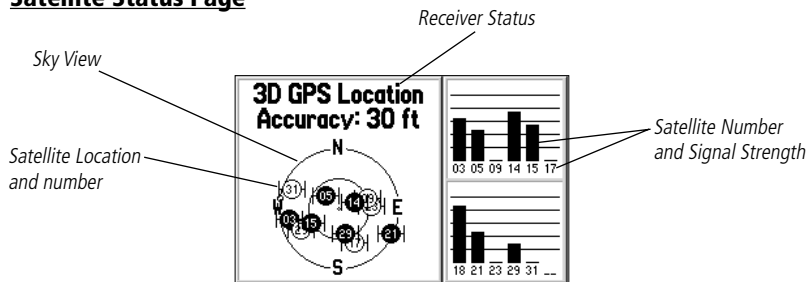 Satellite Status Page
Receiver Status
Sky View
3D GPS Location
Accuracy: 30 ft
Satellite Location
and number
N
W
E
S
31
05
14
03
15
29
17
21
03 05 09 14 15 17
18 21 23 29 31 __
Satellite Number
and Signal Strength